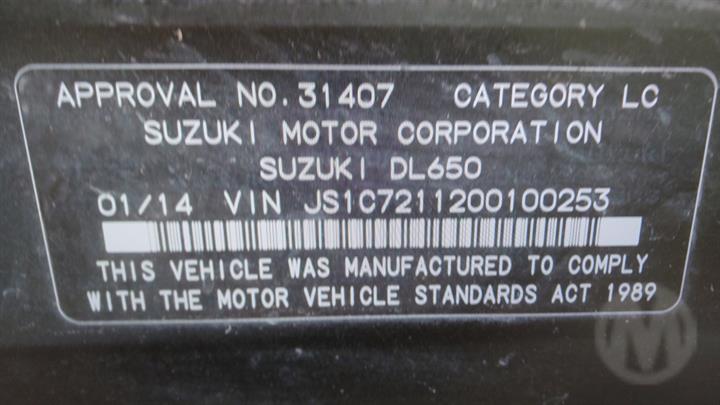 APPROVAL NO. 31407 CATEGORY LC
SUZUKI MOTOR CORPORATION
SUZUKI DL650
01/14 VIN JS1C7211200100253
THIS VEHICLE WAS MANUFACTURED TO COMPLY
WITH THE MOTOR VEHICLE STANDARDS ACT 1989
M